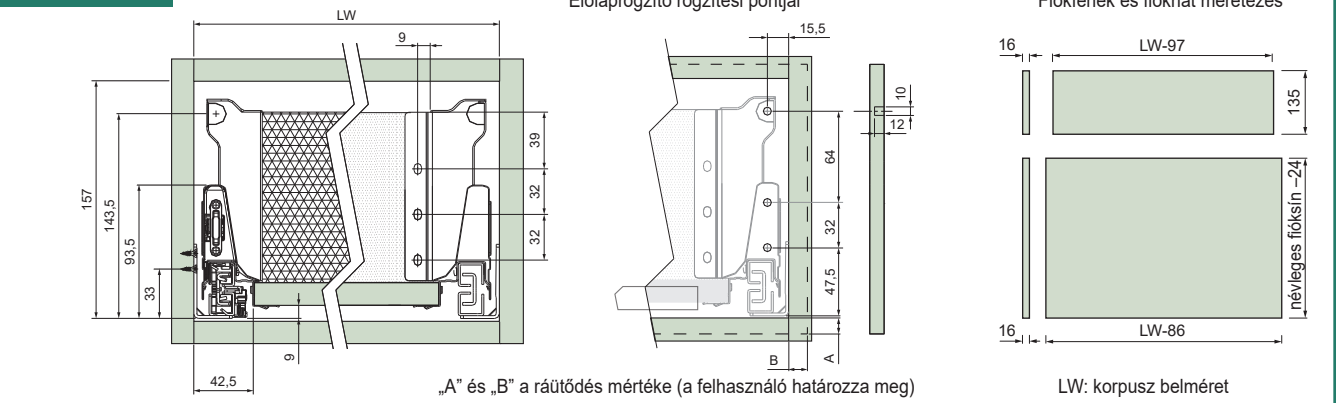 Előlaprögzítő rögzítési pontjai
Fiókfenék és fiókhát méretezés
LW
9
157
143,5
93,5
33
39
32
32
9
42,5
15,5
64
32
47,5
B
A
10
12
16
LW-97
135
névleges fióksín –24
16
LW-86
„A” és „B” a ráütődés mértéke (a felhasználó határozza meg)
LW: korpusz belméret